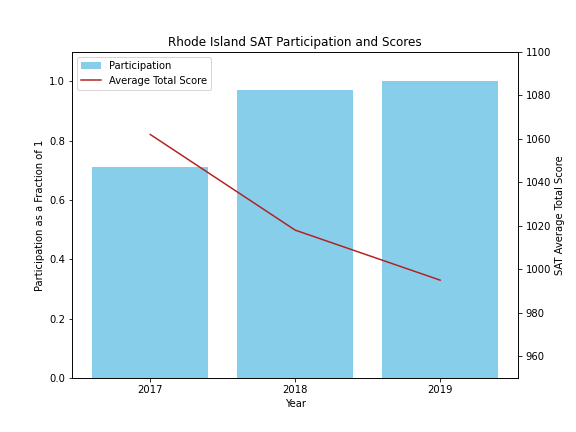 Rhode Island SAT Participation and Scores
Participation
Average Total Score
Participation as a Fraction of 1
1.0
0.8
0.6
0.4
0.2
0.0
1100
1080
1060
1040
1020
1000
980
960
SAT Average Total Score
2017
2018
2019
Year